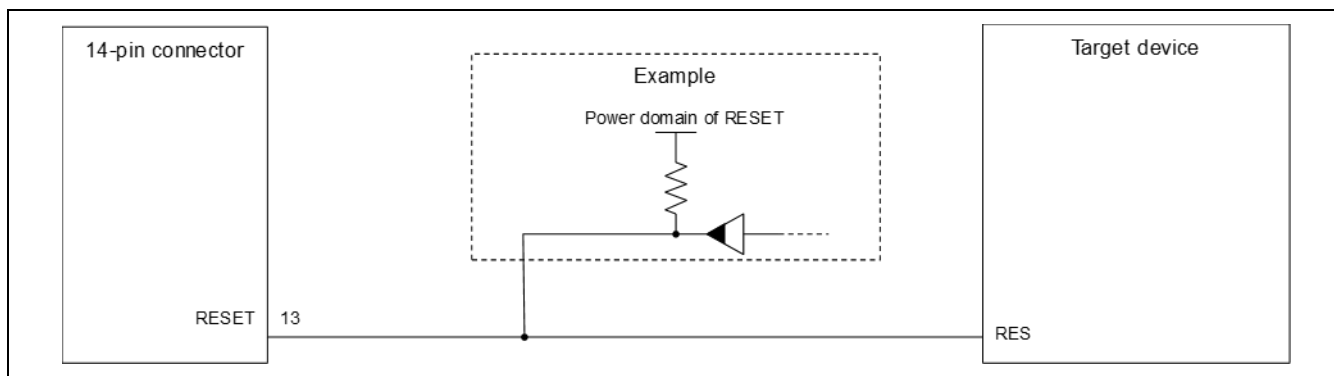 14-pin connector
Target device
Example
Power domain of RESET
RESET 13
RES